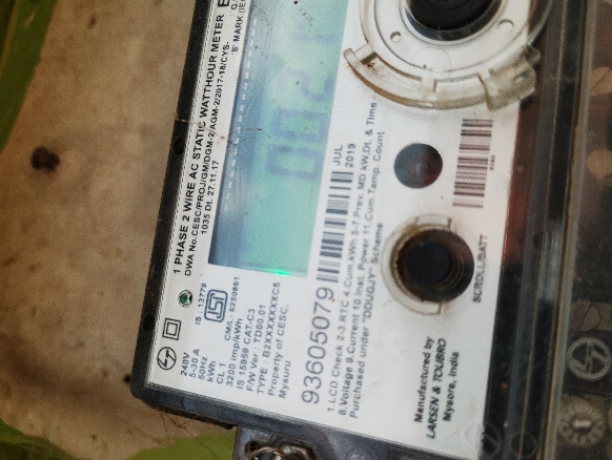 1 PHASE 2 WIRE AC STATIC WATTHOUR METER
DWA No.CESC/PROJ/GM/DGM-2/AGM-2/2017-18/CYS-
1035 Dt. 27.11.17
'S' MARK
240V
5-30 A
50Hz
kWh
CL 1
3200 imp/kWh
IS 15959 CAT-C3
F/W Ver : TD00.01
TYPE : B2XXXXXXXC5
Property of CESC,
Mysuru
IS : 13779
CM/L- 6230861
93605079
JUL
2019
1.LCD Check 2-3.RTC 4.Cum.kWh 5-7.Prev. MD kW,Dt. & Time
8.Voltage 9.Current 10.Inst. Power 11.Cum.Tamp. Count
Purchased under "DDUGJY" Scheme
SCROLL/BATT
Manufactured by
LARSEN & TOUBRO
Mysore, India